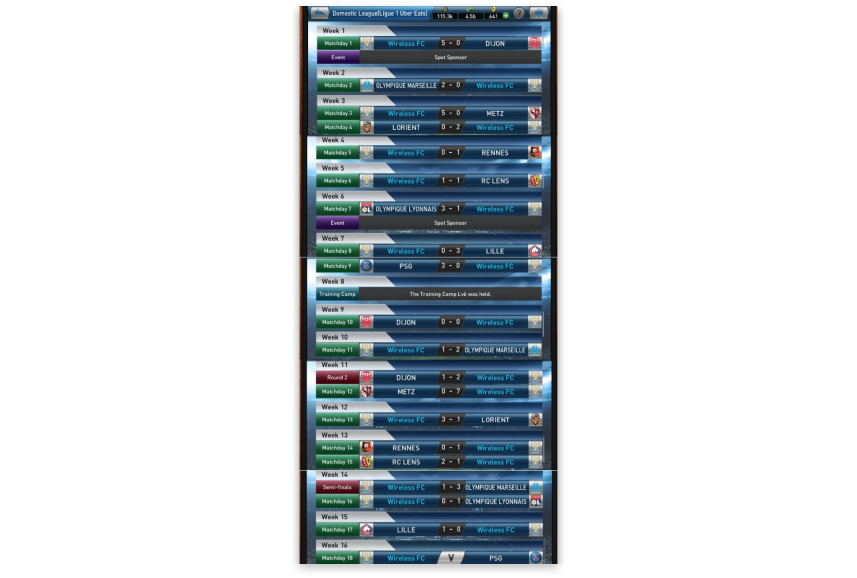 Domestic League(Ligue 1 Uber Eats)
115.3k 4.5b 641 ?
Week 1
Matchday 1 Wireless FC 5 - 0 DIJON
Event Spot Sponsor
Week 2
Matchday 2 OLYMPIQUE MARSEILLE 2 - 0 Wireless FC
Week 3
Matchday 3 Wireless FC 5 - 0 METZ
Matchday 4 LORIENT 0 - 2 Wireless FC
Week 4
Matchday 5 Wireless FC 0 - 1 RENNES
Week 5
Matchday 6 Wireless FC 1 - 1 RC LENS
Week 6
Matchday 7 OL OLYMPIQUE LYONNAIS 3 - 1 Wireless FC
Event Spot Sponsor
Week 7
Matchday 8 Wireless FC 0 - 3 LILLE
Matchday 9 PSG 3 - 0 Wireless FC
Week 8
Training Camp The Training Camp Lv6 was held.
Week 9
Matchday 10 DIJON 0 - 0 Wireless FC
Week 10
Matchday 11 Wireless FC 1 - 2 OLYMPIQUE MARSEILLE
Week 11
Round 2 DIJON 1 - 2 Wireless FC
Matchday 12 METZ 0 - 7 Wireless FC
Week 12
Matchday 13 Wireless FC 3 - 1 LORIENT
Week 13
Matchday 14 RENNES 0 - 1 Wireless FC
Matchday 15 RC LENS 2 - 1 Wireless FC
Week 14
Semi-finals Wireless FC 1 - 3 OLYMPIQUE MARSEILLE
Matchday 16 Wireless FC 0 - 1 OLYMPIQUE LYONNAIS OL
Week 15
Matchday 17 LILLE 1 - 0 Wireless FC
Week 16
Matchday 18 Wireless FC V PSG